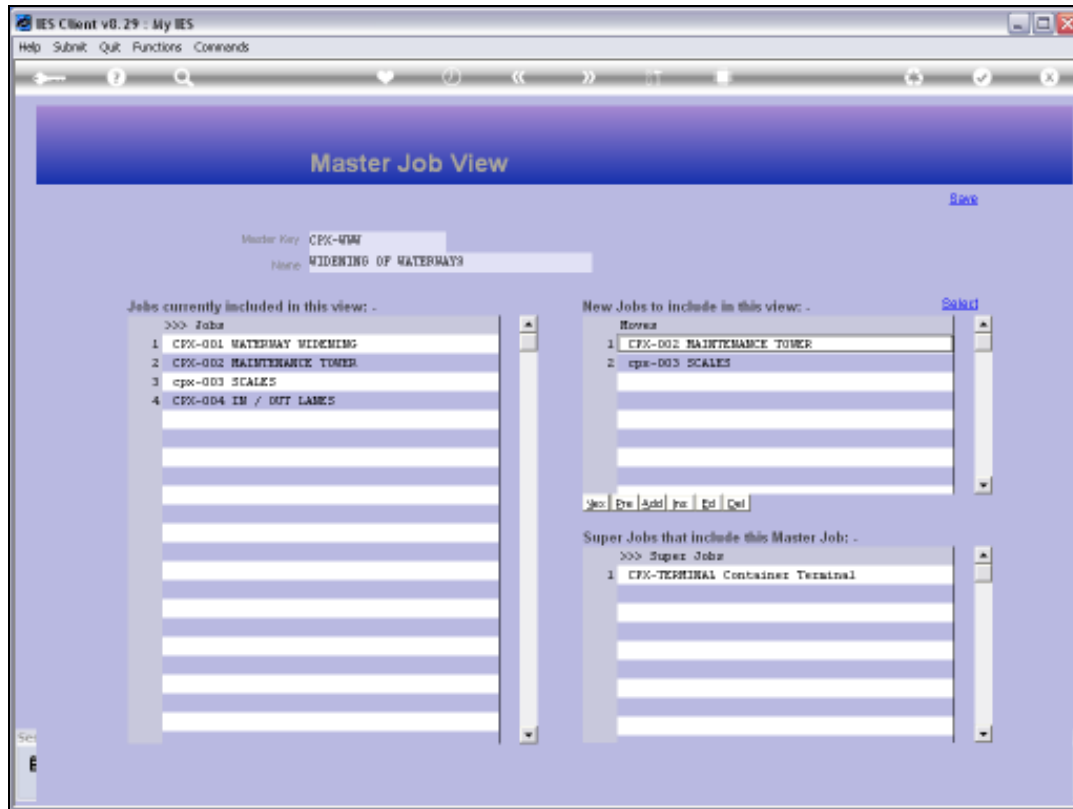 IES Client v8.29 : My IES
Help Submit Quit Functions Commands
Master Job View
Save
Master Key CPX-WWW
Name WIDENING OF WATERWAYS
Jobs currently included in this view: -
>>> Jobs
1 CPX-001 WATERWAY WIDENING
2 CPX-002 MAINTENANCE TOWER
3 cpx-003 SCALES
4 CPX-004 IN / OUT LANES
New Jobs to include in this view: -
Select
Moves
1 CPX-002 MAINTENANCE TOWER
2 cpx-003 SCALES
Nex Pre Add Ins Ed Del
Super Jobs that include this Master Job: -
>>> Super Jobs
1 CPX-TERMINAL Container Terminal